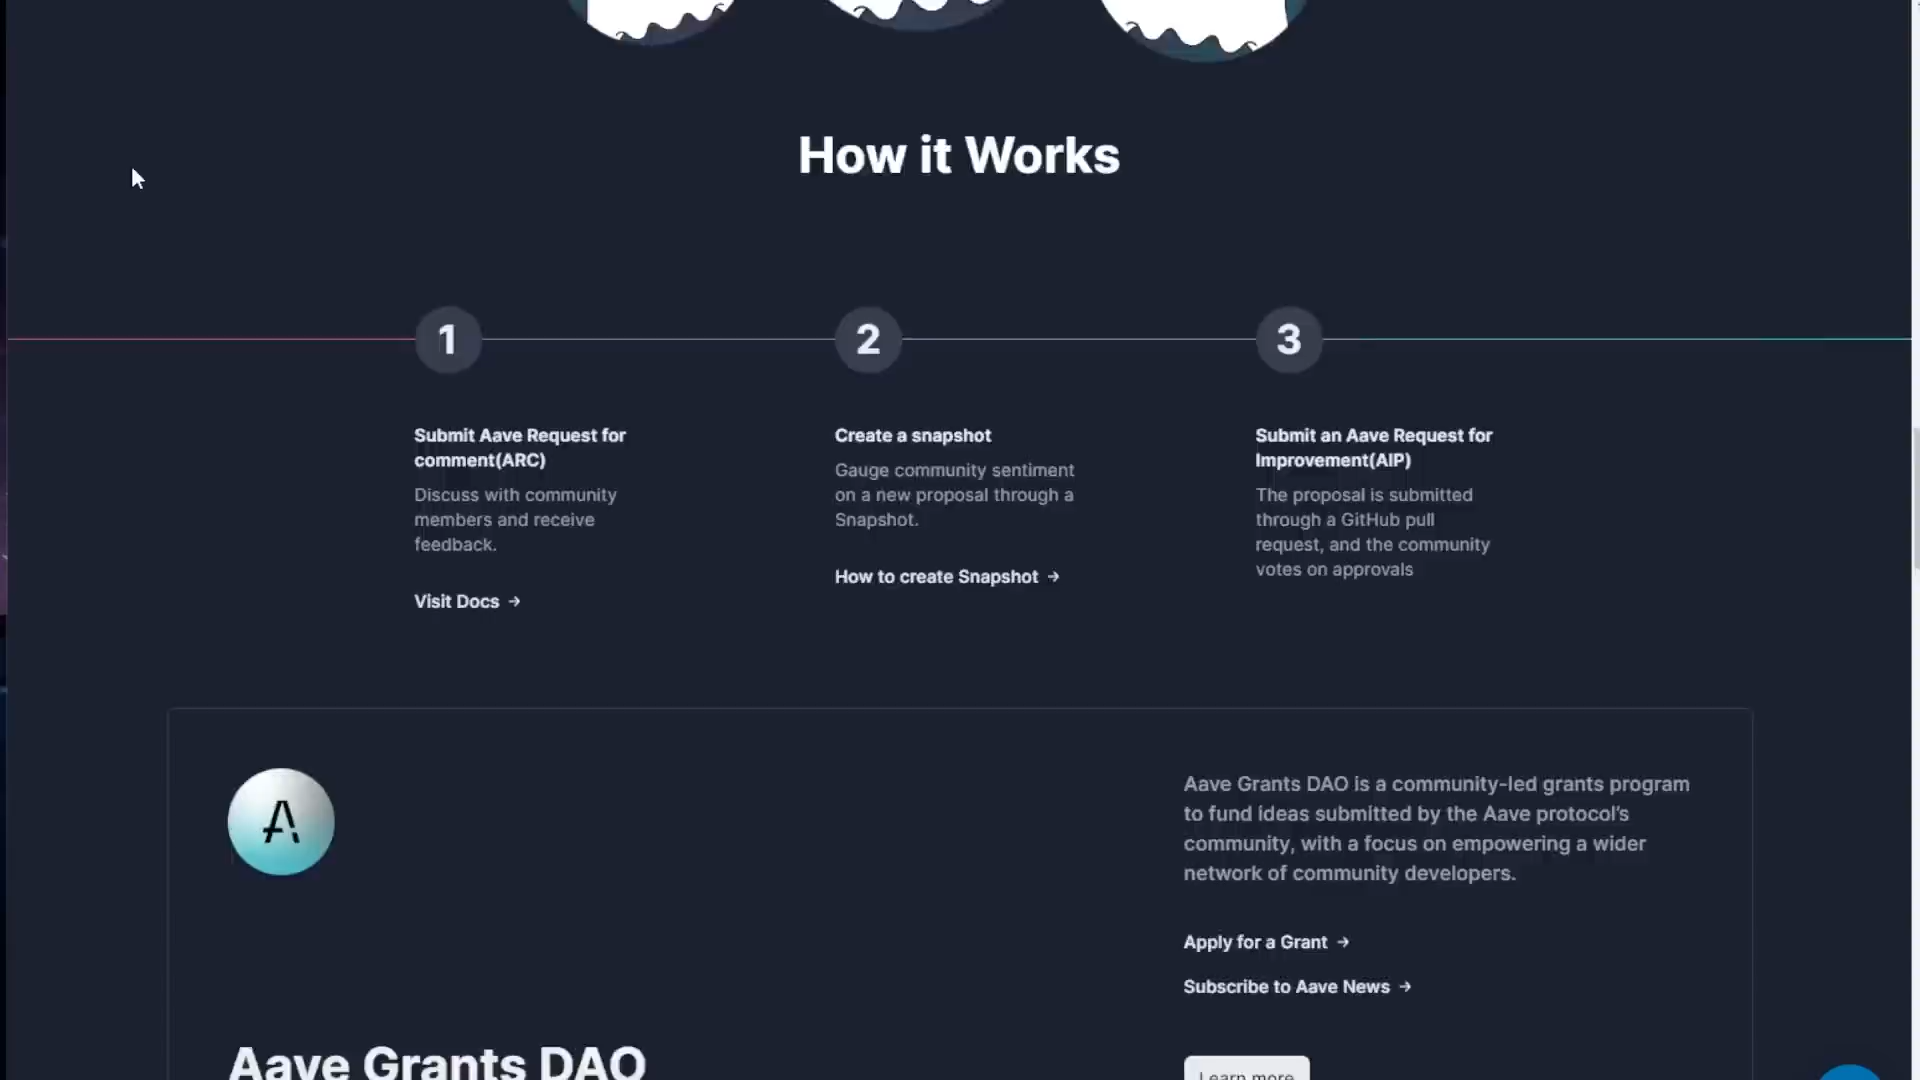 How it Works
1
2
3
Submit Aave Request for
comment(ARC)
Discuss with community
members and receive
feedback.
Visit Docs →
Create a snapshot
Gauge community sentiment
on a new proposal through a
Snapshot.
How to create Snapshot →
Submit an Aave Request for
Improvement(AIP)
The proposal is submitted
through a GitHub pull
request, and the community
votes on approvals
Aave Grants DAO is a community-led grants program
to fund ideas submitted by the Aave protocol's
community, with a focus on empowering a wider
network of community developers.
Apply for a Grant →
Subscribe to Aave News →
Aave Grants DAO
Learn more